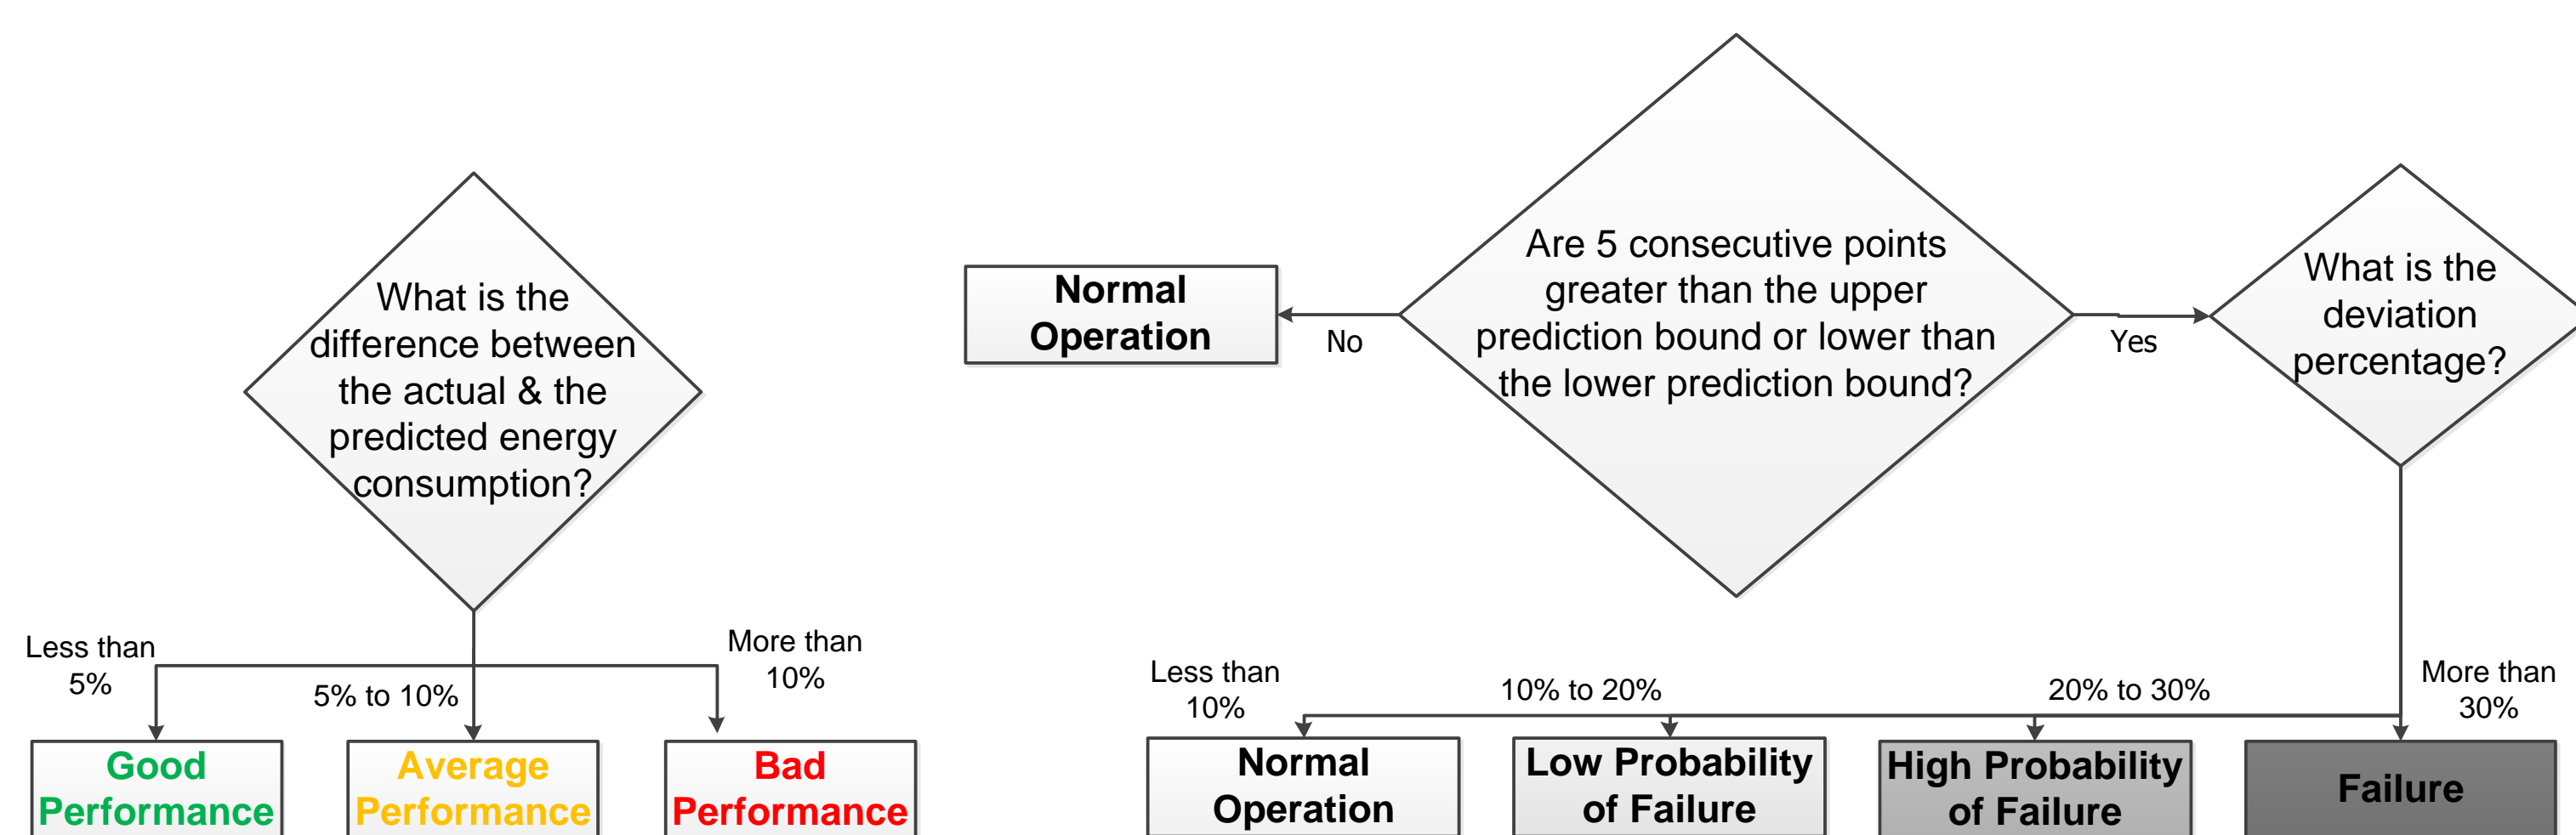 What is the
difference between
the actual & the
predicted energy
consumption?
Less than
5%
5% to 10%
More than
10%
Good
Performance
Average
Performance
Bad
Performance
Normal
Operation
No
Are 5 consecutive points
greater than the upper
prediction bound or lower than
the lower prediction bound?
Yes
What is the
deviation
percentage?
Less than
10%
10% to 20%
20% to 30%
More than
30%
Normal
Operation
Low Probability
of Failure
High Probability
of Failure
Failure